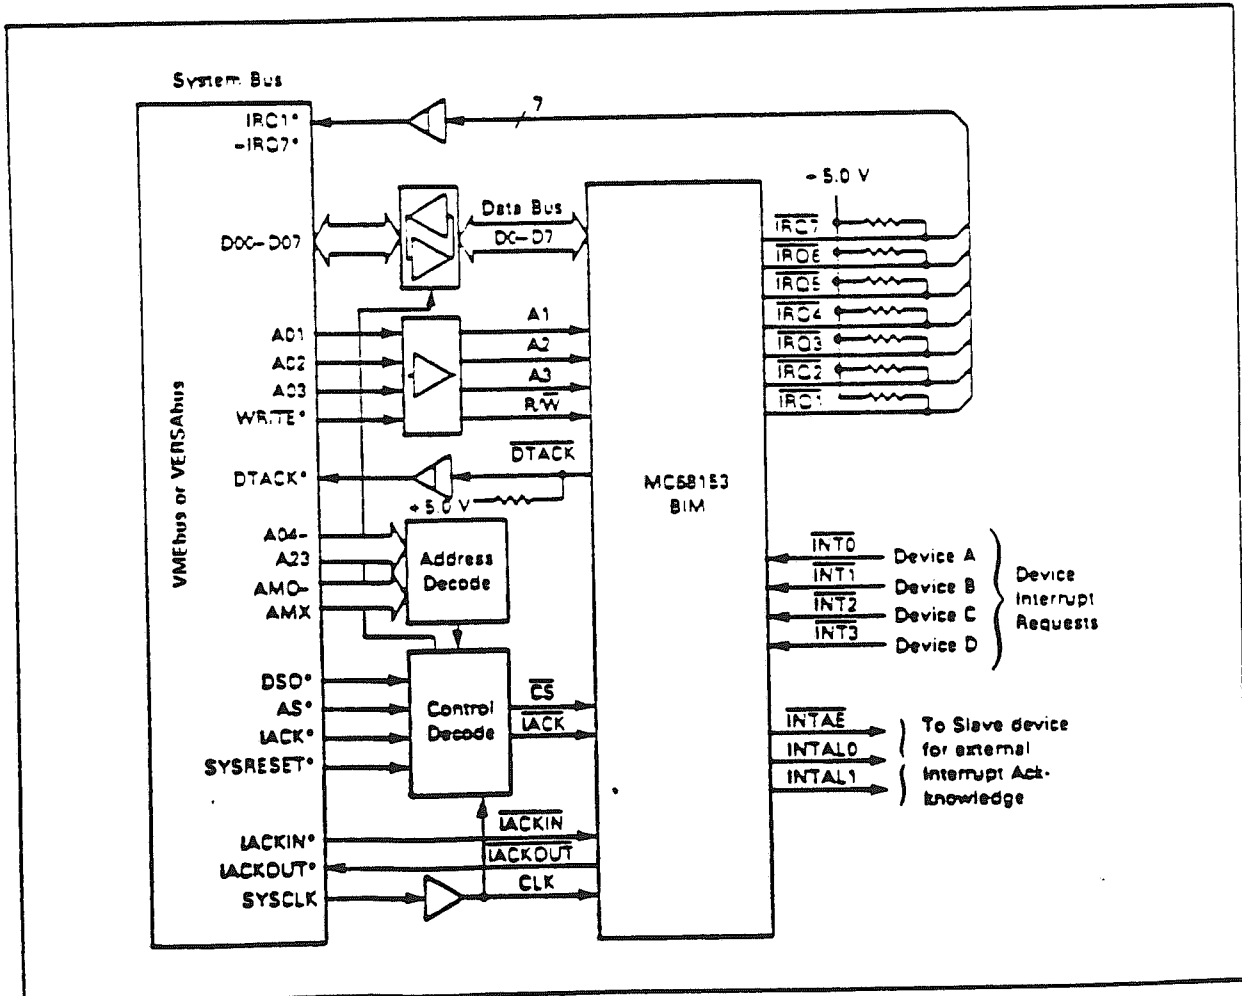 System Bus
IRQ1*
-IRQ7*
7
+5.0 V
Data Bus
D0-D7
D00-D07
IRQ7
IRQ6
IRQ5
IRQ4
IRQ3
IRQ2
IRQ1
A01
A02
A03
WRITE*
A1
A2
A3
R/W
DTACK
DTACK*
+5.0 V
VMEbus or VERSAbus
MC68153
BIM
A04-
A23
AM0-
AMX
Address
Decode
INT0
INT1
INT2
INT3
Device A
Device B
Device C
Device D
Device
Interrupt
Requests
DS0*
AS*
IACK*
SYSRESET*
Control
Decode
CS
IACK
INTAE
INTAL0
INTAL1
To Slave device
for external
Interrupt Ack-
knowledge
IACKIN*
IACKOUT*
SYSCLK
IACKIN
IACKOUT
CLK